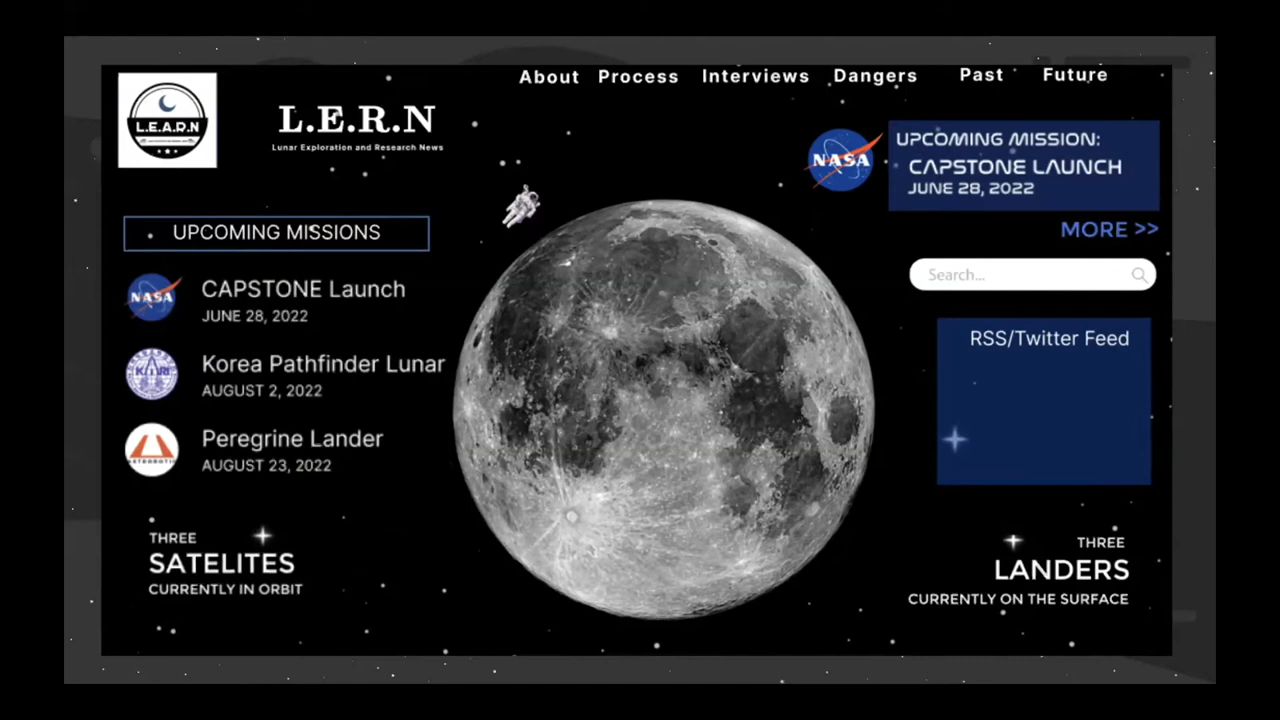 About Process Interviews Dangers Past Future
L.E.A.R.N
L.E.R.N
Lunar Exploration and Research News
NASA
UPCOMING MISSION:
CAPSTONE LAUNCH
JUNE 28, 2022
MORE >>
Search...
RSS/Twitter Feed
UPCOMING MISSIONS
NASA
CAPSTONE Launch
JUNE 28, 2022
KARI
Korea Pathfinder Lunar
AUGUST 2, 2022
Peregrine Lander
AUGUST 23, 2022
THREE
SATELITES
CURRENTLY IN ORBIT
THREE
LANDERS
CURRENTLY ON THE SURFACE